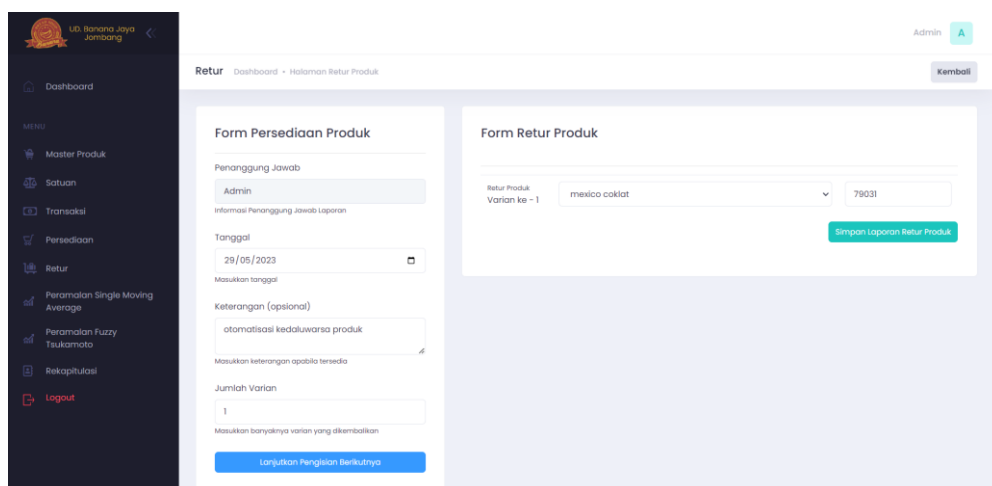 UD. Banana Jaya
Jombang
Admin
A
Retur
Dashboard • Halaman Retur Produk
Kembali
Dashboard
MENU
Master Produk
Satuan
Transaksi
Persediaan
Retur
Peramalan Single Moving
Average
Peramalan Fuzzy
Tsukamoto
Rekapitulasi
Logout
Form Persediaan Produk
Penanggung Jawab
Admin
Informasi Penanggung Jawab Laporan
Tanggal
29/05/2023
Masukkan tanggal
Keterangan (opsional)
otomatisasi kedaluwarsa produk
Masukkan keterangan apabila tersedia
Jumlah Varian
1
Masukkan banyaknya varian yang dikembalikan
Lanjutkan Pengisian Berikutnya
Form Retur Produk
Retur Produk
Varian ke - 1
mexico coklat
79031
Simpan Laporan Retur Produk